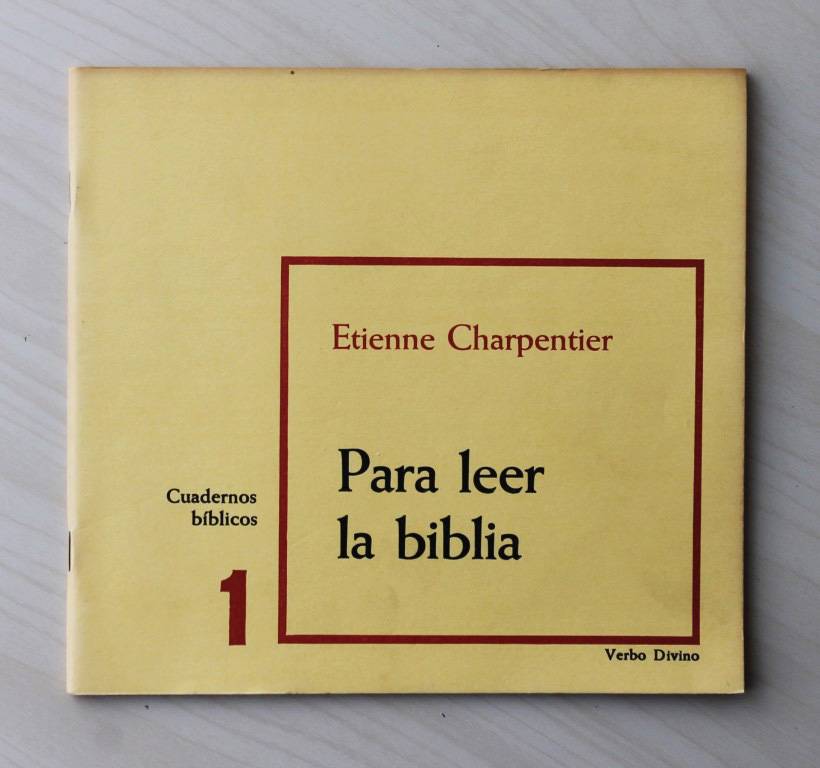 Etienne Charpentier
Para leer
la biblia
Cuadernos
bíblicos
1
Verbo Divino